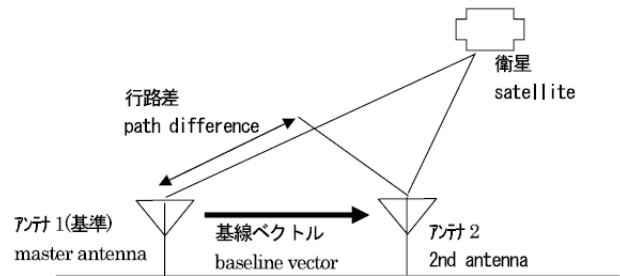 衛星
satellite
行路差
path difference
アンテナ 1(基準)
master antenna
基線ベクトル
baseline vector
アンテナ 2
2nd antenna